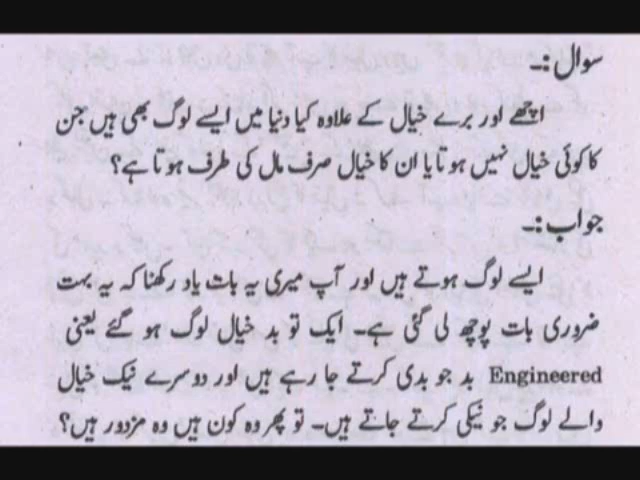 سوال :۔
اچھے اور برے خیال کے علاوہ کیا دنیا میں ایسے لوگ بھی ہیں جن
کا کوئی خیال نہیں ہوتا یا ان کا خیال صرف مال کی طرف ہوتا ہے؟
جواب :۔
ایسے لوگ ہوتے ہیں اور آپ میری یہ بات یاد رکھنا کہ یہ بہت
ضروری بات پوچھ لی گئی ہے۔ ایک تو بد خیال لوگ ہو گئے یعنی
Engineered بد جو بدی کرتے جا رہے ہیں اور دوسرے نیک خیال
والے لوگ جو نیکی کرتے جاتے ہیں۔ تو پھر وہ کون ہیں وہ مزدور ہیں؟